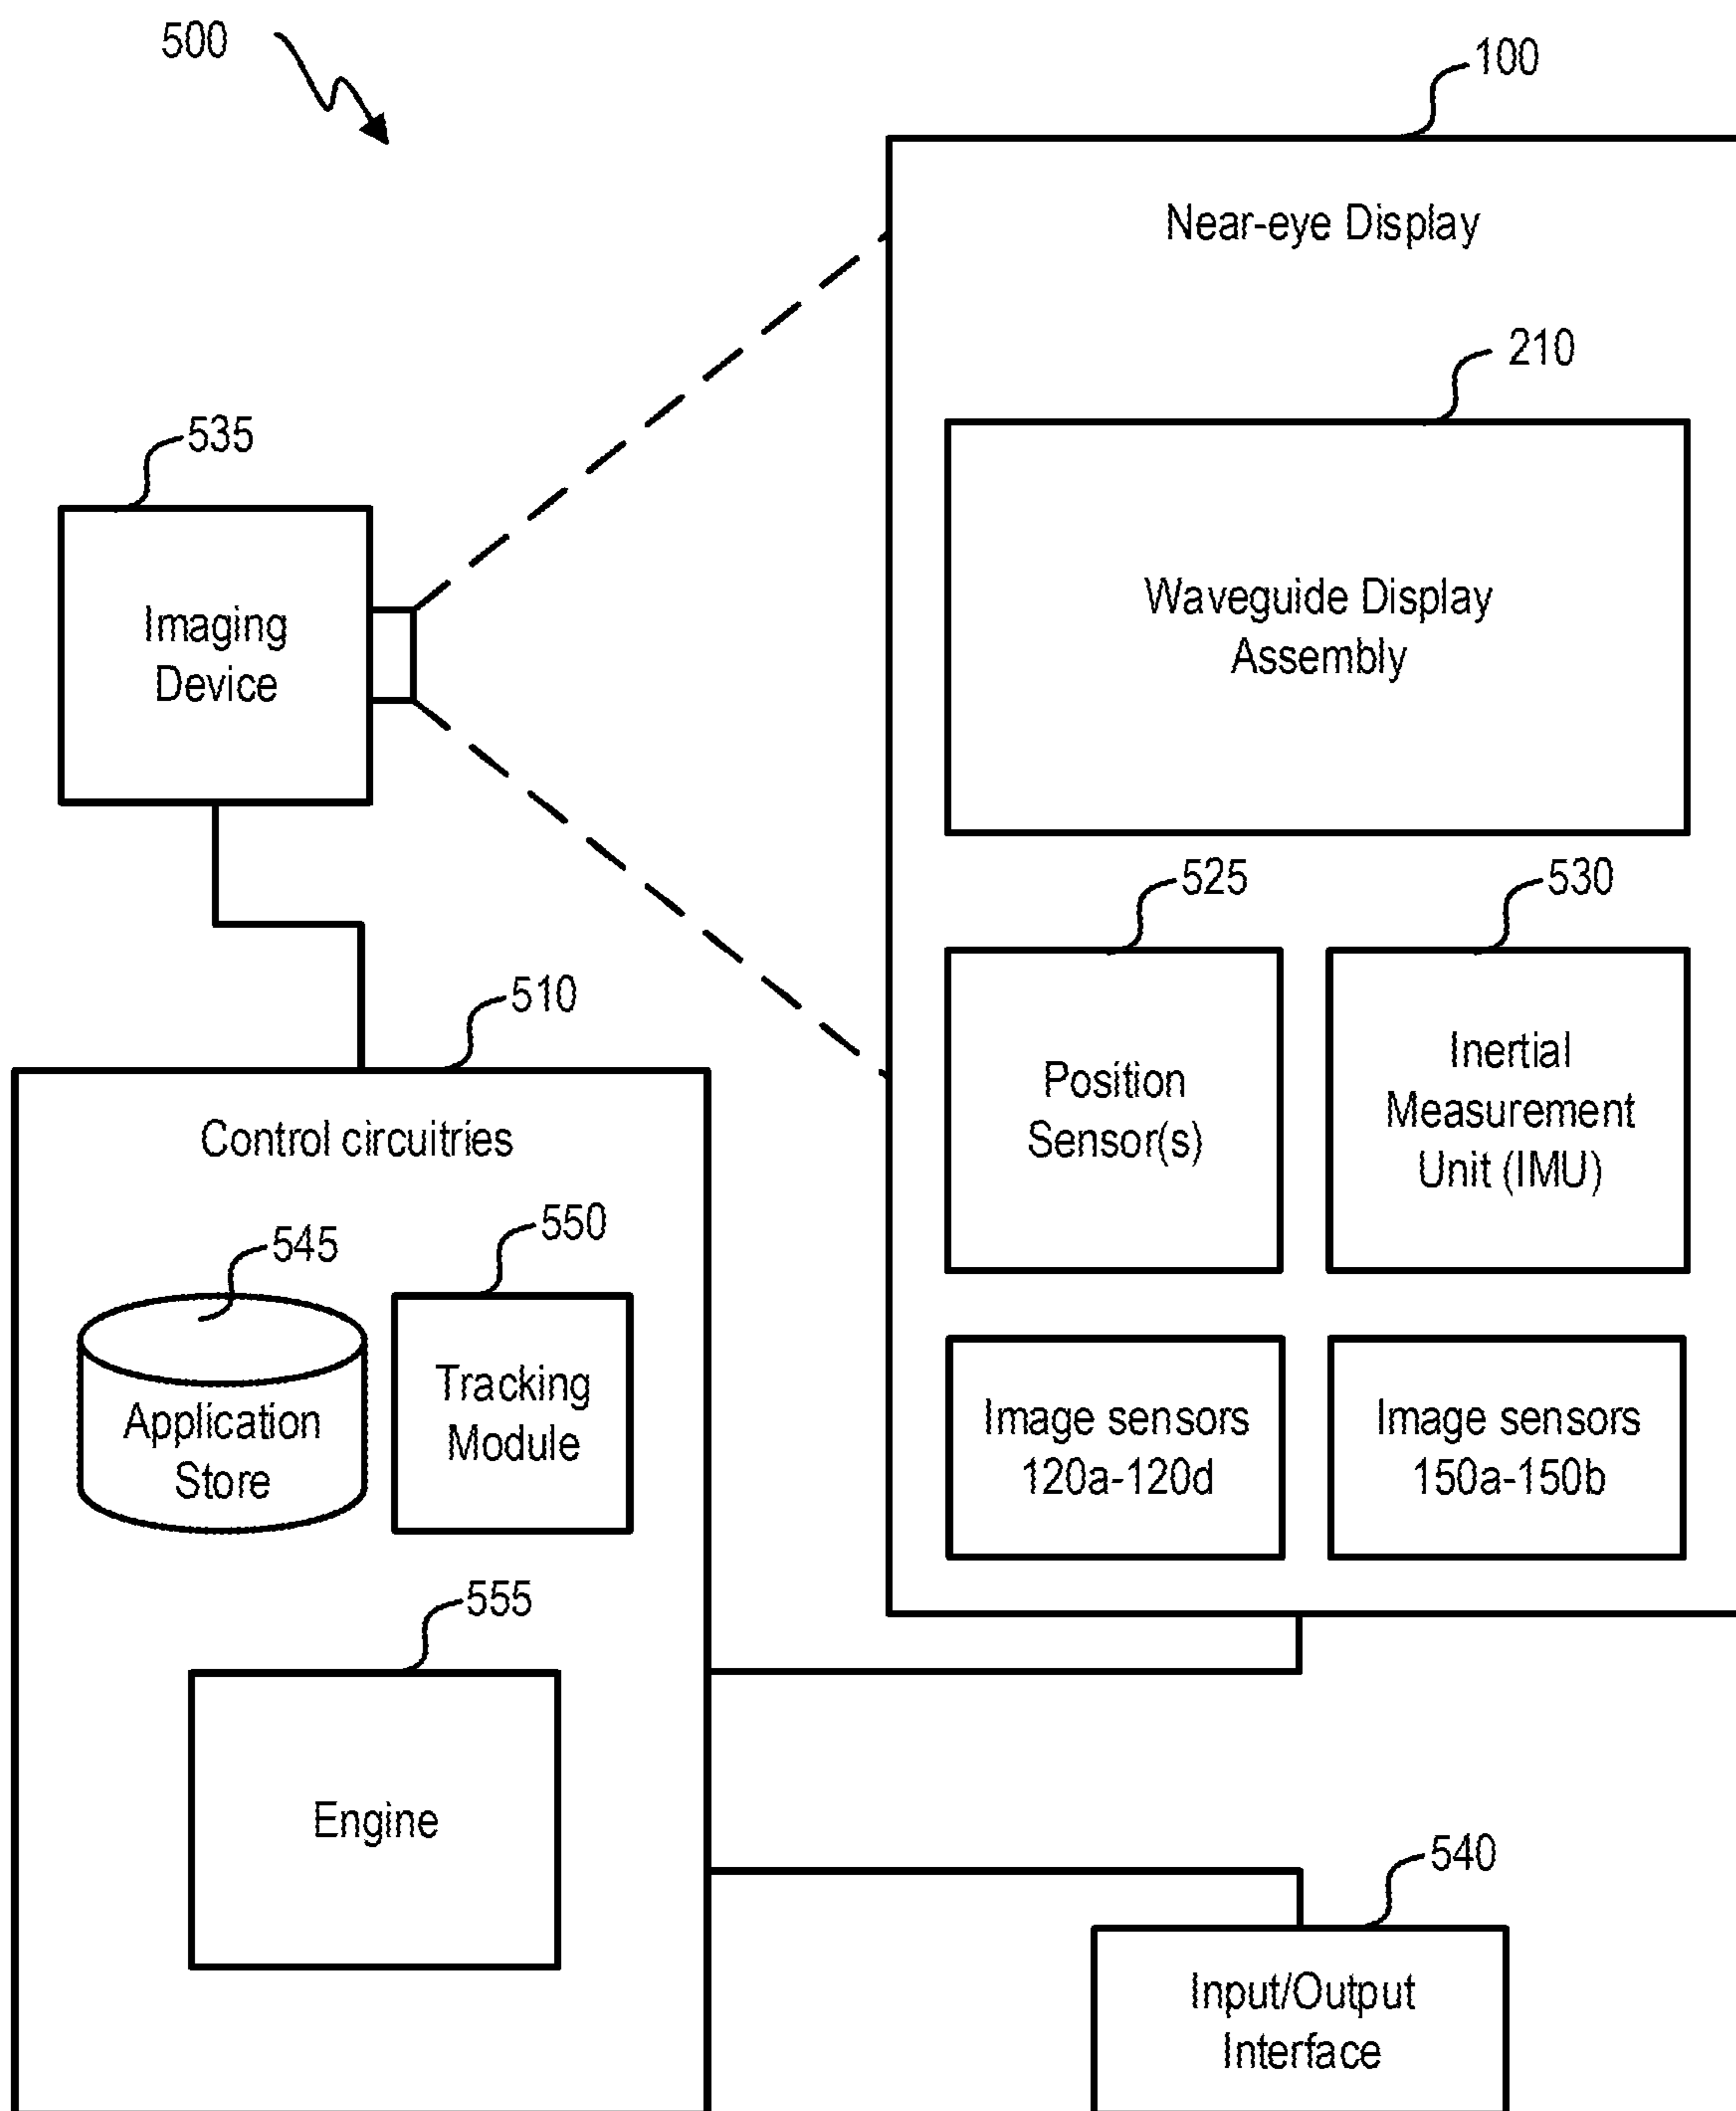 500
100
Near-eye Display
210
535
Waveguide Display
Assembly
Imaging
Device
525
530
510
Position
Sensor(s)
Inertial
Measurement
Unit (IMU)
Control circuitries
545
550
Application
Store
Tracking
Module
Image sensors
120a-120d
Image sensors
150a-150b
555
Engine
540
Input/Output
Interface